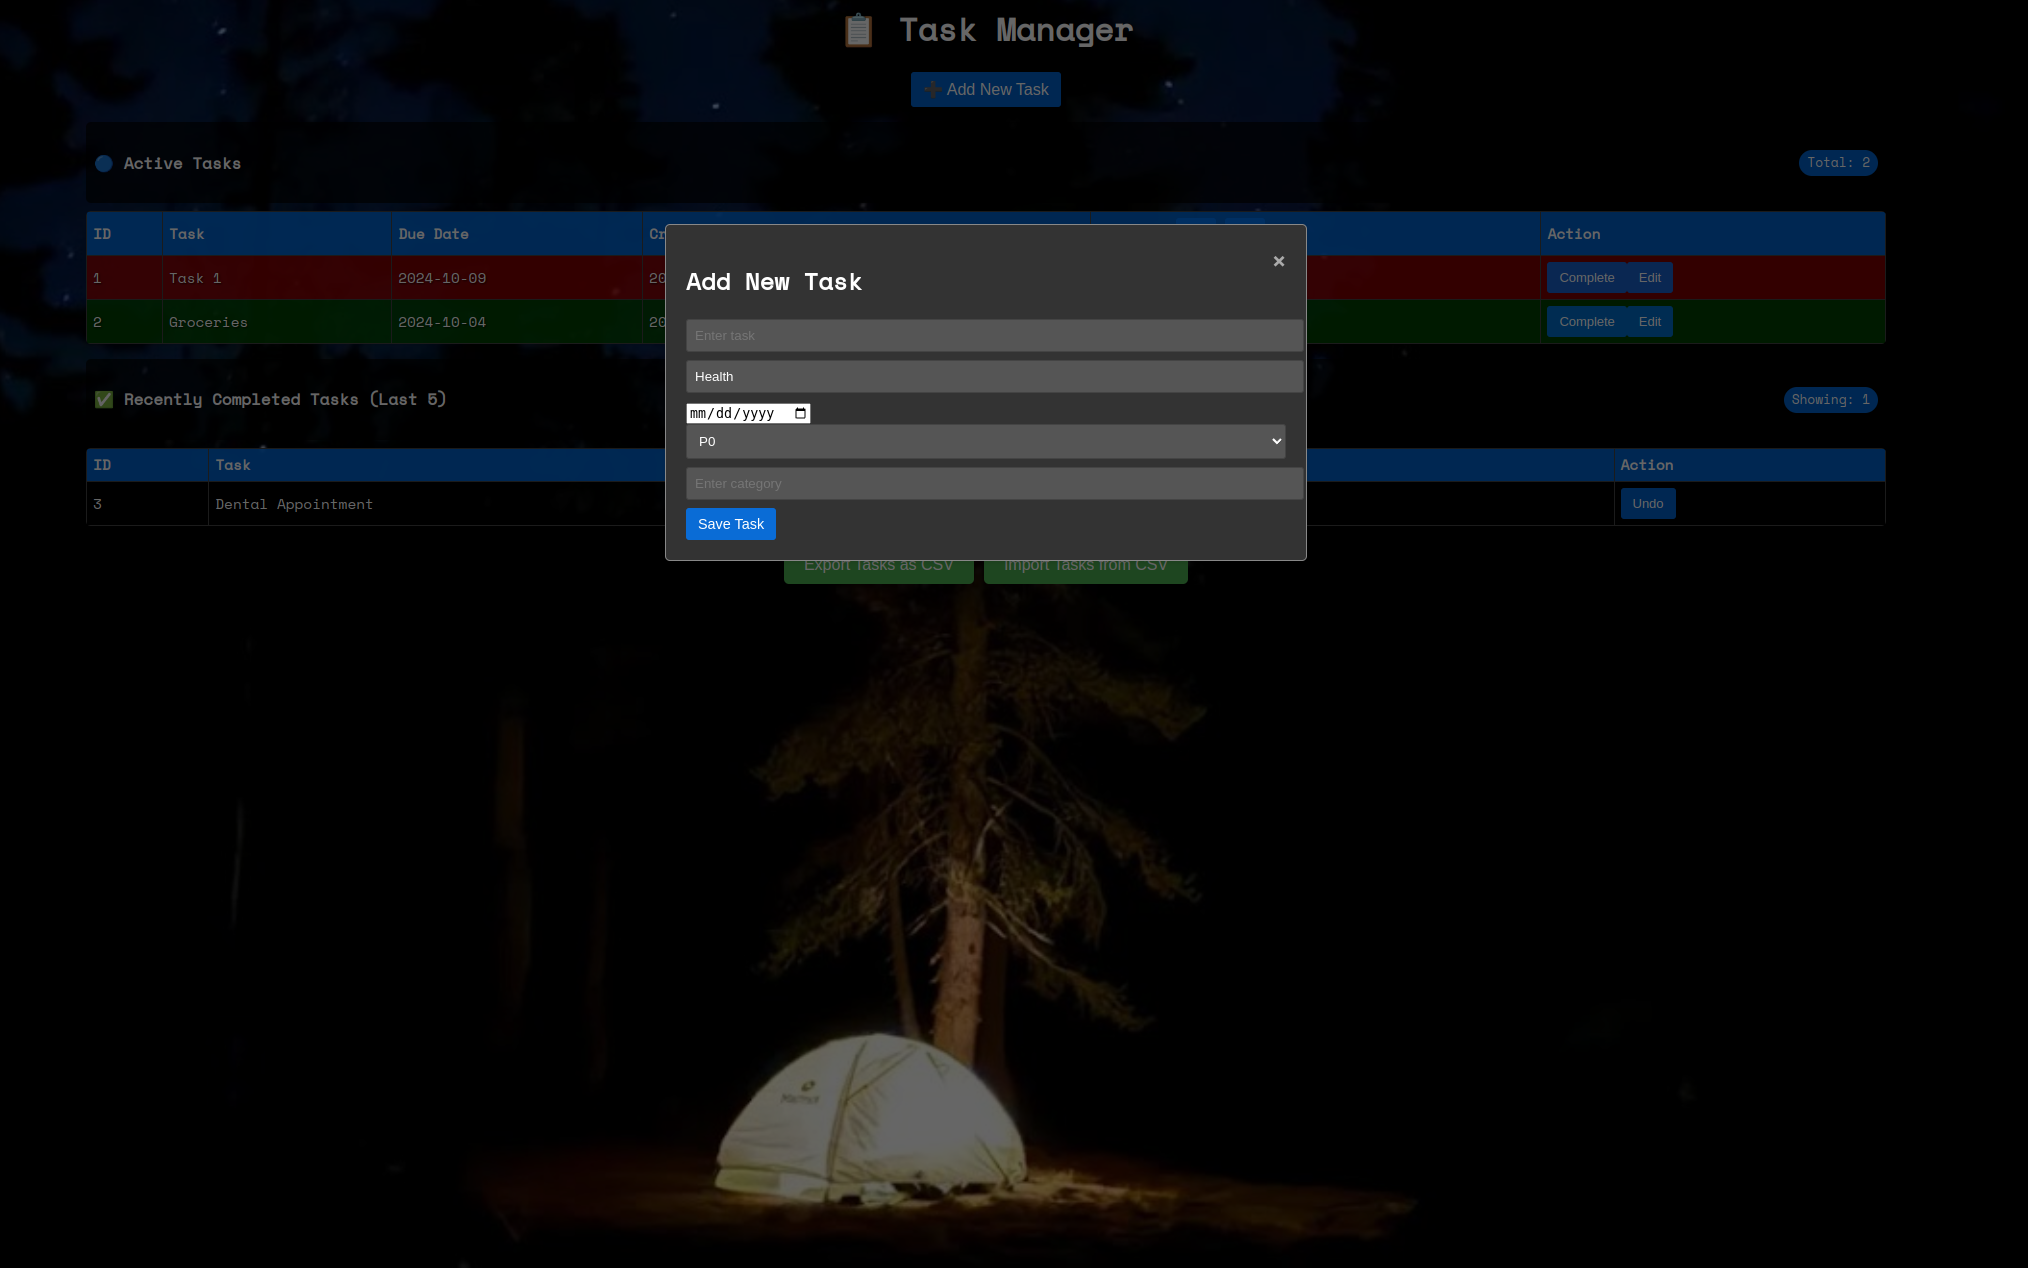 📋 Task Manager
➕ Add New Task
🔵 Active Tasks
Total: 2
ID Task Due Date Cr Action
1 Task 1 2024-10-09 20 Complete Edit
2 Groceries 2024-10-04 20 Complete Edit
×
Add New Task
Enter task
Health
mm/dd/yyyy
P0
Enter category
Save Task
✅ Recently Completed Tasks (Last 5)
Showing: 1
ID Task Action
3 Dental Appointment Undo
Export Tasks as CSV Import Tasks from CSV